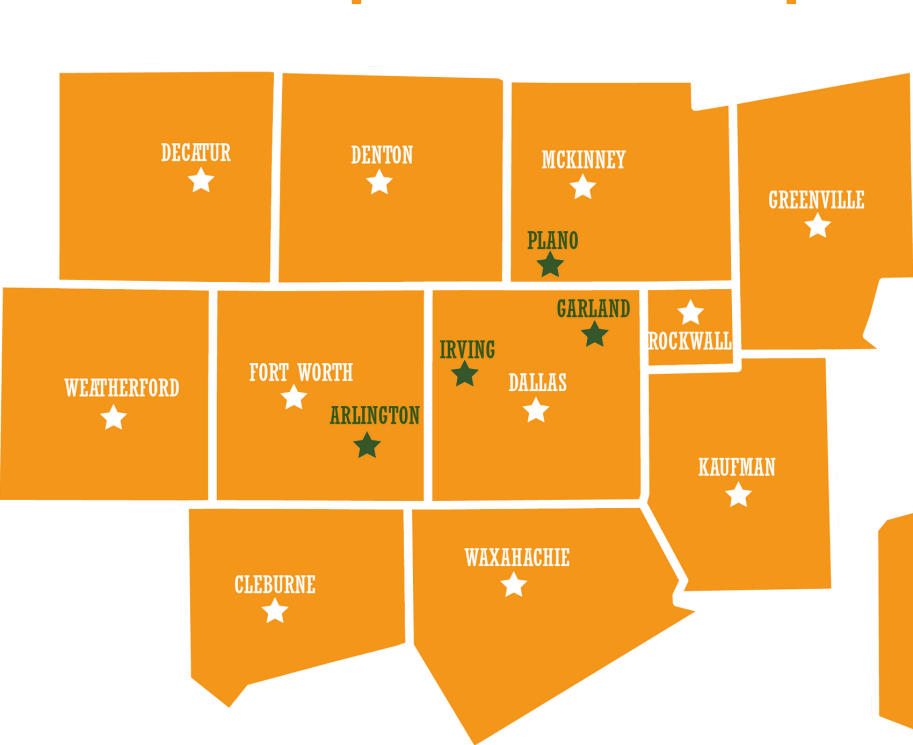 DECATUR
DENTON
MCKINNEY
GREENVILLE
PLANO
GARLAND
ROCKWALL
IRVING
FORT WORTH
DALLAS
WEATHERFORD
ARLINGTON
KAUFMAN
WAXAHACHIE
CLEBURNE